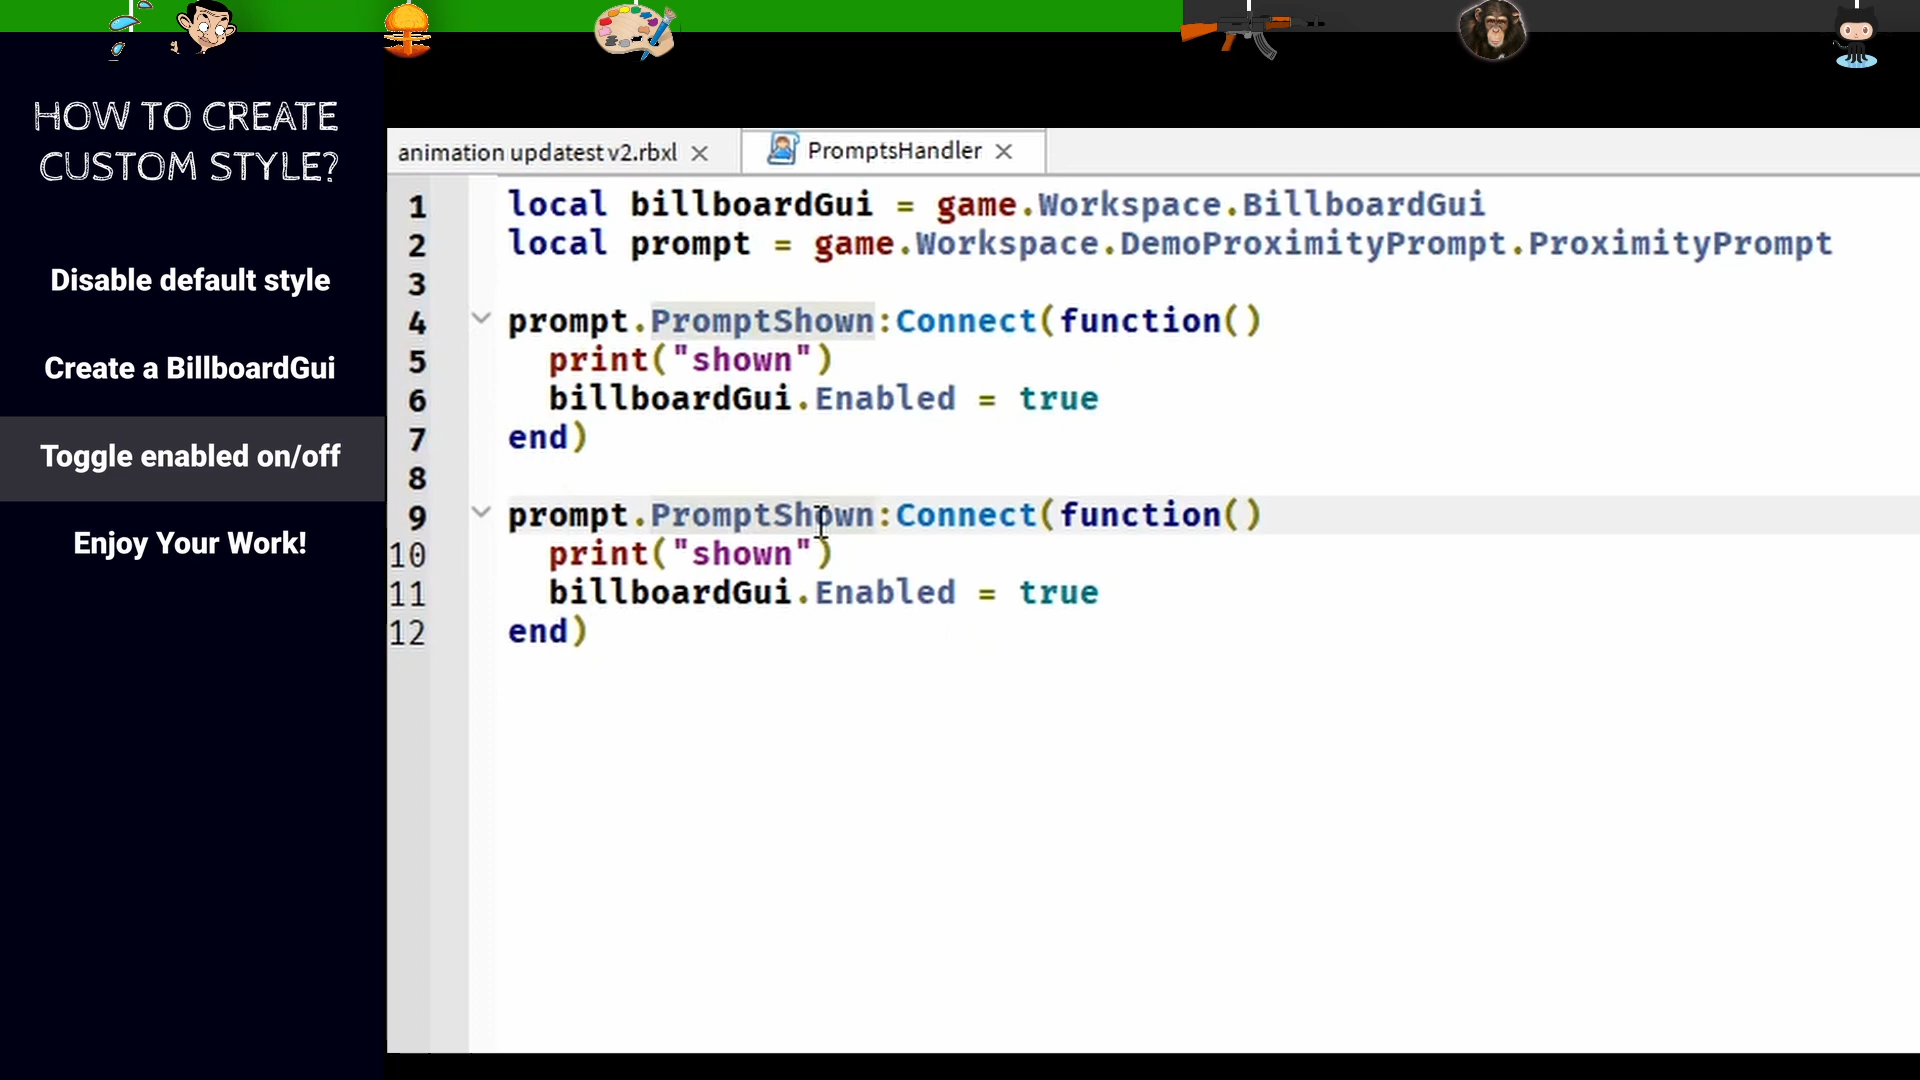 HOW TO CREATE
CUSTOM STYLE?
Disable default style
Create a BillboardGui
Toggle enabled on/off
Enjoy Your Work!
animation updatest v2.rbxl
PromptsHandler
1 local billboardGui = game.Workspace.BillboardGui
2 local prompt = game.Workspace.DemoProximityPrompt.ProximityPrompt
3
4 prompt.PromptShown:Connect(function()
5 print("shown")
6 billboardGui.Enabled = true
7 end)
8
9 prompt.PromptShown:Connect(function()
10 print("shown")
11 billboardGui.Enabled = true
12 end)